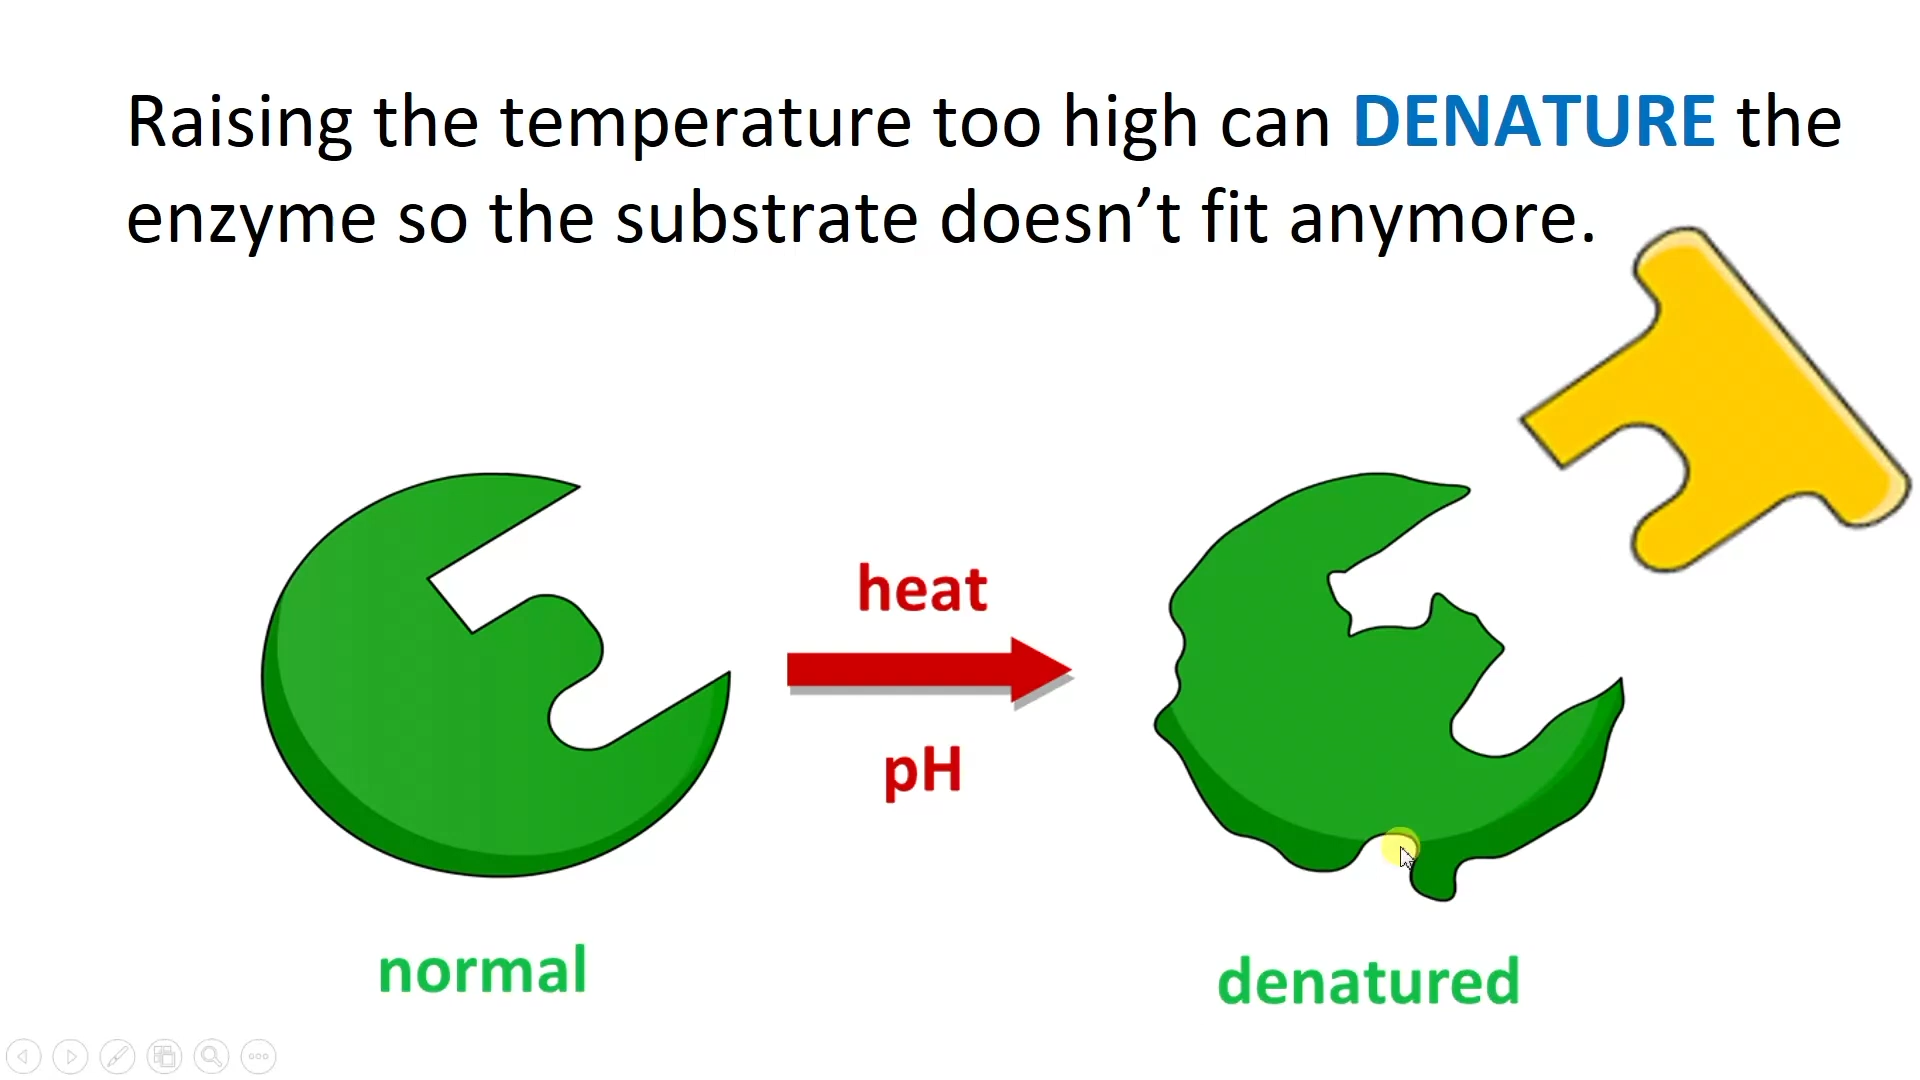 Raising the temperature too high can DENATURE the
enzyme so the substrate doesn’t fit anymore.
heat
pH
normal
denatured